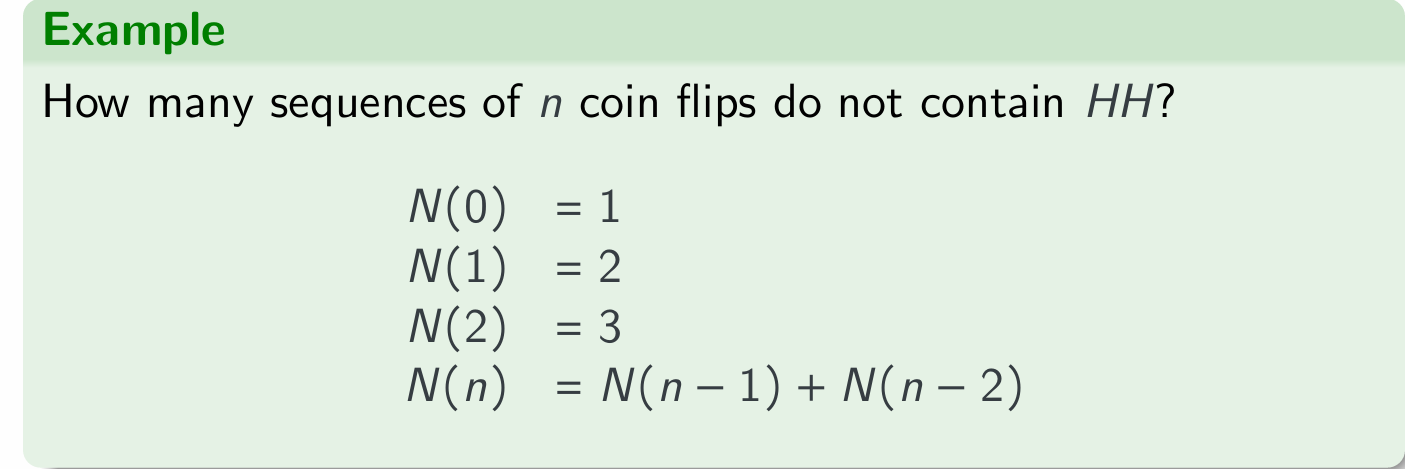 Example
How many sequences of n coin flips do not contain HH?
N(0) = 1
N(1) = 2
N(2) = 3
N(n) = N(n − 1) + N(n − 2)